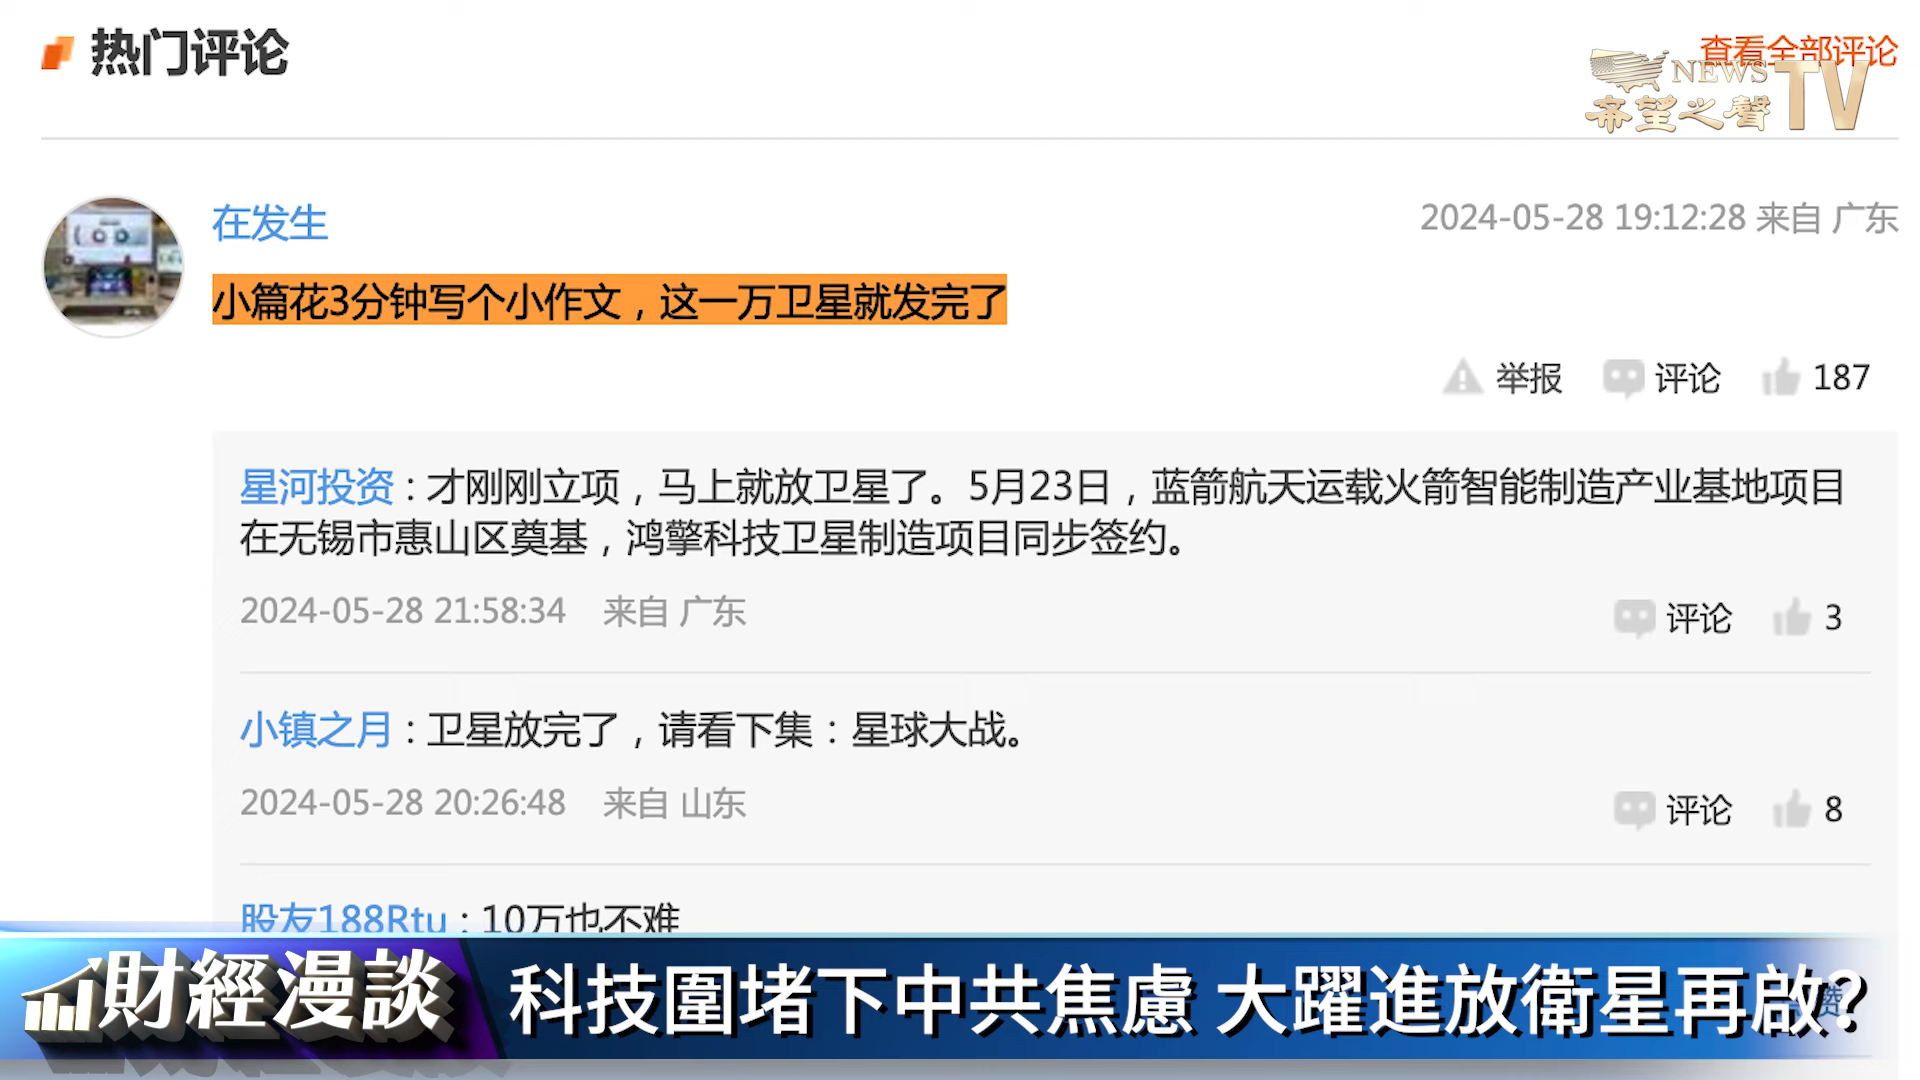 热门评论
查看全部评论
NEWS TV
希望之聲
在发生
2024-05-28 19:12:28 来自 广东
小篇花3分钟写个小作文，这一万卫星就发完了
举报 评论 187
星河投资：才刚刚立项，马上就放卫星了。5月23日，蓝箭航天运载火箭智能制造产业基地项目
在无锡市惠山区奠基，鸿擎科技卫星制造项目同步签约。
2024-05-28 21:58:34 来自 广东
评论 3
小镇之月：卫星放完了，请看下集：星球大战。
2024-05-28 20:26:48 来自 山东
评论 8
股友188Rtu：10万也不难
財經漫談
科技圍堵下中共焦慮 大躍進放衛星再啟?